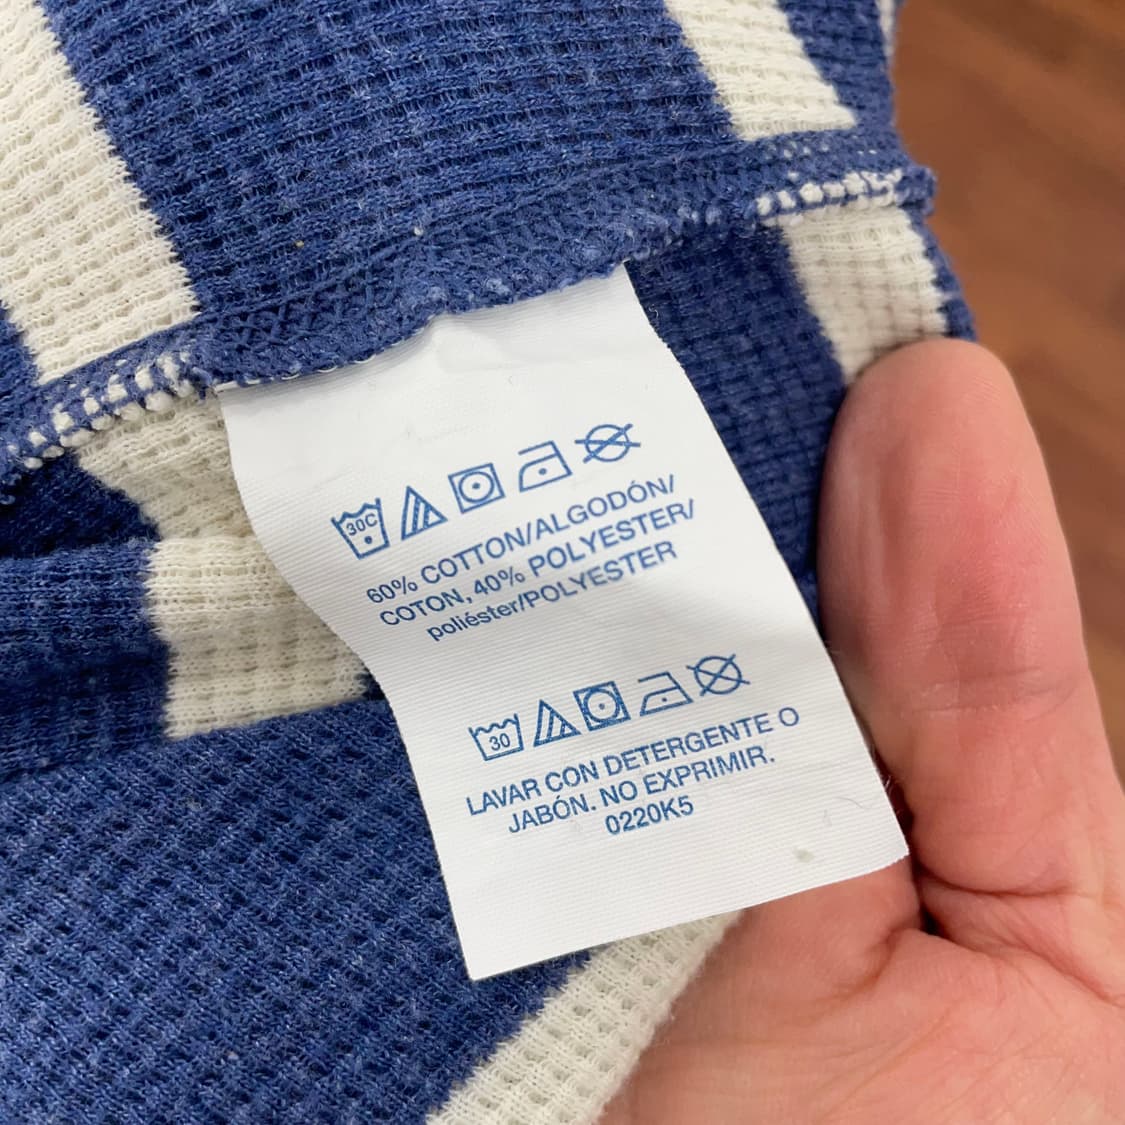 30C
60% COTTON/ALGODÓN/
COTON, 40% POLYESTER/
poliéster/POLYESTER
30
LAVAR CON DETERGENTE O
JABÓN. NO EXPRIMIR.
0220K5